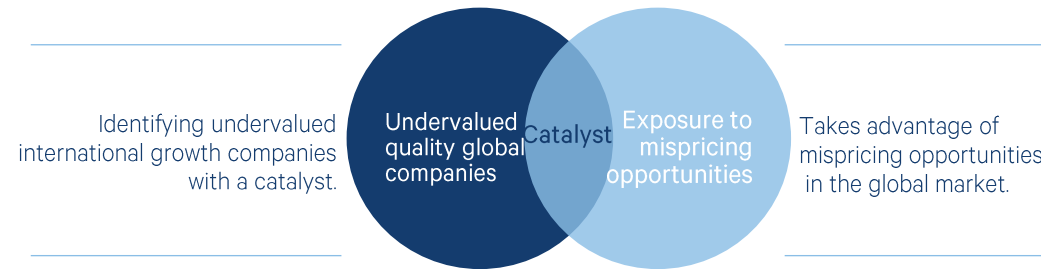 Identifying undervalued
international growth companies
with a catalyst.
Undervalued
quality global
companies
Catalyst
Exposure to
mispricing
opportunities
Takes advantage of
mispricing opportunities
in the global market.